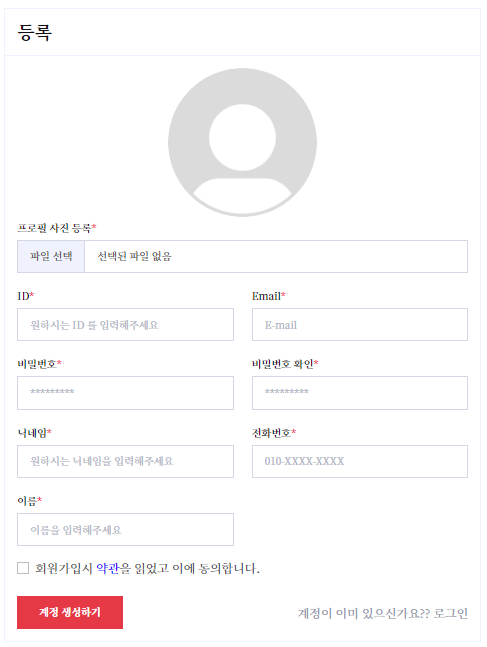 등록
프로필 사진 등록*
파일 선택 선택된 파일 없음
ID* Email*
원하시는 ID 를 입력해주세요 E-mail
비밀번호* 비밀번호 확인*
********* *********
닉네임* 전화번호*
원하시는 닉네임을 입력해주세요 010-XXXX-XXXX
이름*
이름을 입력해주세요
회원가입시 약관을 읽었고 이에 동의합니다.
계정 생성하기 계정이 이미 있으신가요?? 로그인